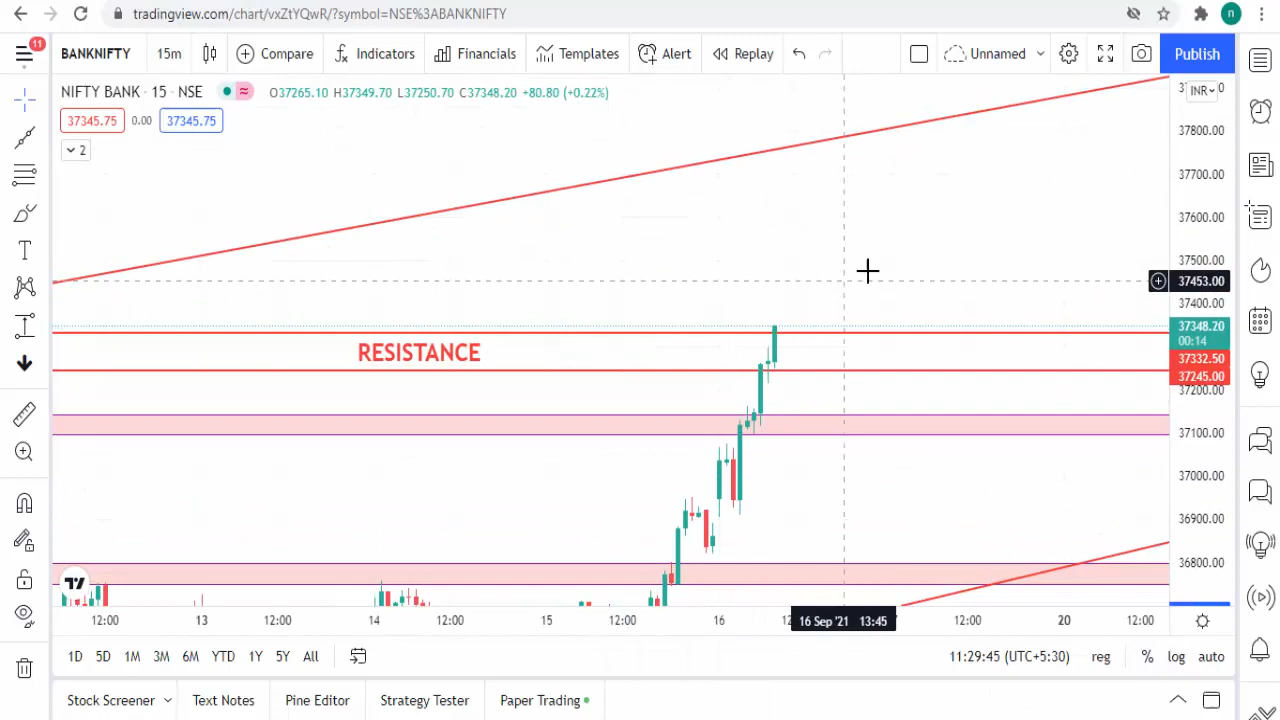 tradingview.com/chart/vxZtYQwR/?symbol=NSE%3ABANKNIFTY
n
11
BANKNIFTY 15m Compare Indicators Financials Templates Alert Replay Unnamed Publish
NIFTY BANK · 15 · NSE O37265.10 H37349.70 L37250.70 C37348.20 +80.80 (+0.22%)
INR
37345.75 0.00 37345.75
2
37800.00
37700.00
37600.00
37500.00
37453.00
37400.00
37348.20
00:14
37332.50
37245.00
37200.00
37100.00
37000.00
36900.00
36800.00
RESISTANCE
12:00 13 12:00 14 12:00 15 12:00 16 16 Sep '21 13:45 12:00 20 12:00
1D 5D 1M 3M 6M YTD 1Y 5Y All 11:29:45 (UTC+5:30) reg % log auto
Stock Screener Text Notes Pine Editor Strategy Tester Paper Trading